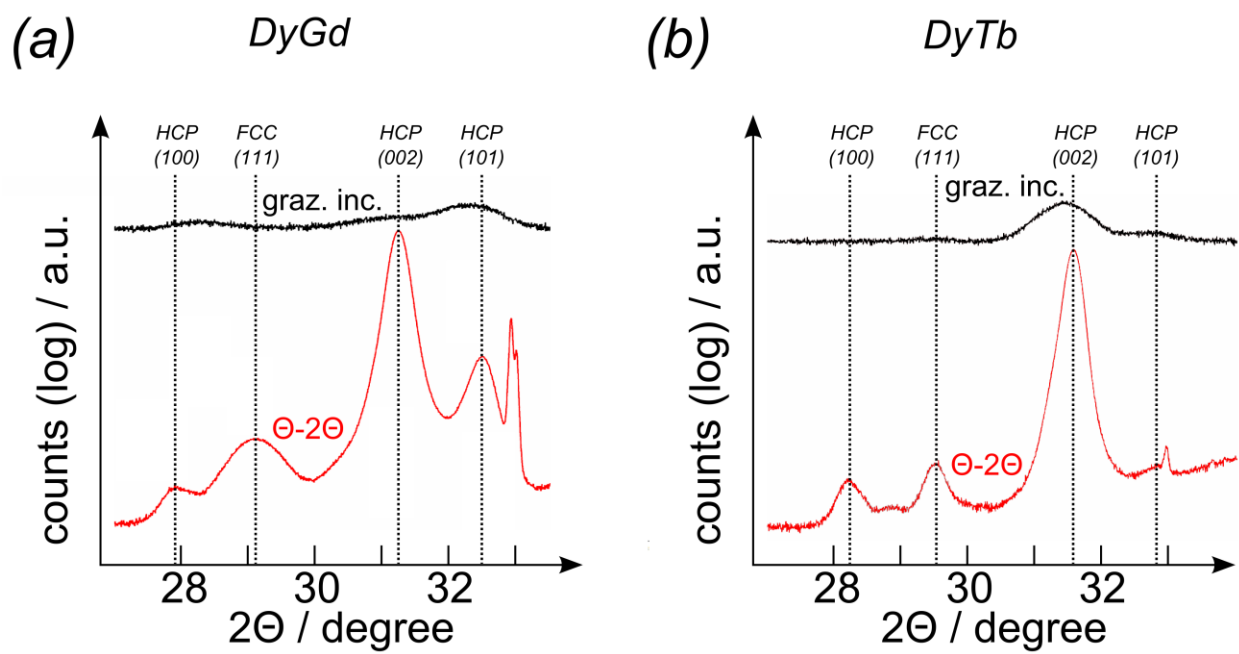 (a) DyGd
HCP (100)
FCC (111)
HCP (002)
HCP (101)
graz. inc.
Θ-2Θ
counts (log) / a.u.
28 30 32
2Θ / degree
(b) DyTb
HCP (100)
FCC (111)
HCP (002)
HCP (101)
graz. inc.
Θ-2Θ
counts (log) / a.u.
28 30 32
2Θ / degree